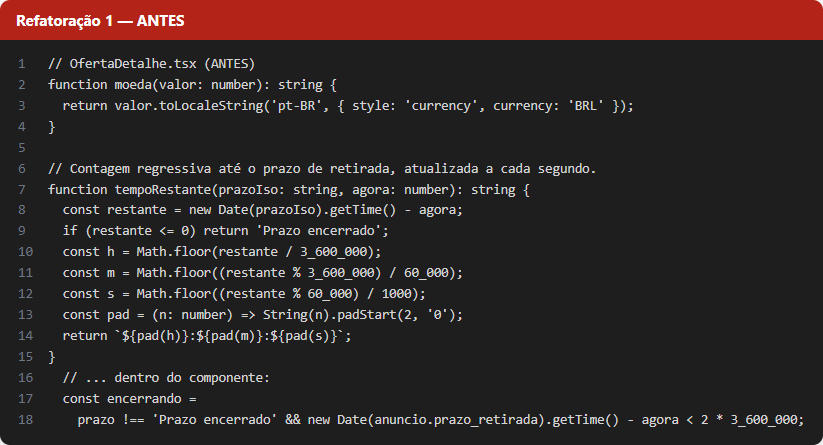 Refatoração 1 — ANTES
1 // OfertaDetalhe.tsx (ANTES)
2 function moeda(valor: number): string {
3   return valor.toLocaleString('pt-BR', { style: 'currency', currency: 'BRL' });
4 }
5
6 // Contagem regressiva até o prazo de retirada, atualizada a cada segundo.
7 function tempoRestante(prazoIso: string, agora: number): string {
8   const restante = new Date(prazoIso).getTime() - agora;
9   if (restante <= 0) return 'Prazo encerrado';
10   const h = Math.floor(restante / 3_600_000);
11   const m = Math.floor((restante % 3_600_000) / 60_000);
12   const s = Math.floor((restante % 60_000) / 1000);
13   const pad = (n: number) => String(n).padStart(2, '0');
14   return `${pad(h)}:${pad(m)}:${pad(s)}`;
15 }
16   // ... dentro do componente:
17   const encerrando =
18     prazo !== 'Prazo encerrado' && new Date(anuncio.prazo_retirada).getTime() - agora < 2 * 3_600_000;